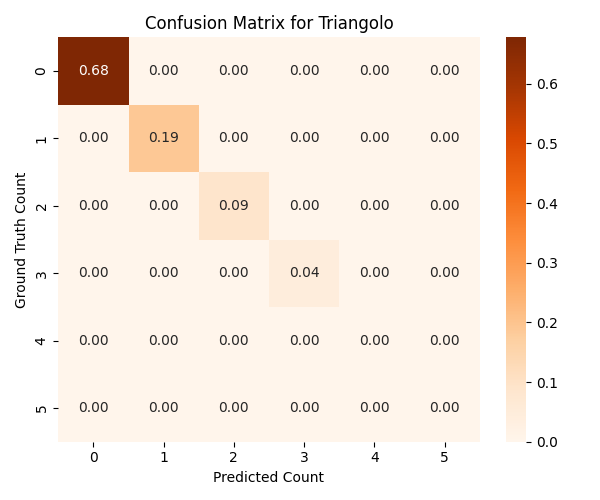 Confusion Matrix for Triangolo
0 0.68 0.00 0.00 0.00 0.00 0.00
1 0.00 0.19 0.00 0.00 0.00 0.00
2 0.00 0.00 0.09 0.00 0.00 0.00
3 0.00 0.00 0.00 0.04 0.00 0.00
4 0.00 0.00 0.00 0.00 0.00 0.00
5 0.00 0.00 0.00 0.00 0.00 0.00
0 1 2 3 4 5
Predicted Count
Ground Truth Count
0.6
0.5
0.4
0.3
0.2
0.1
0.0